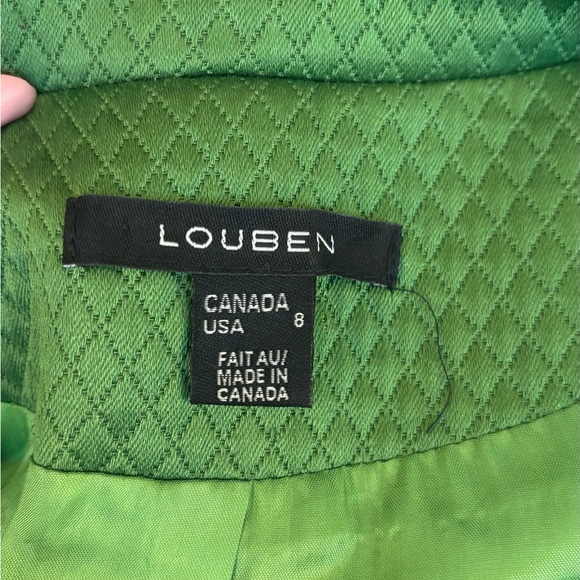 LOUBEN
CANADA
USA 8
FAIT AU/
MADE IN
CANADA